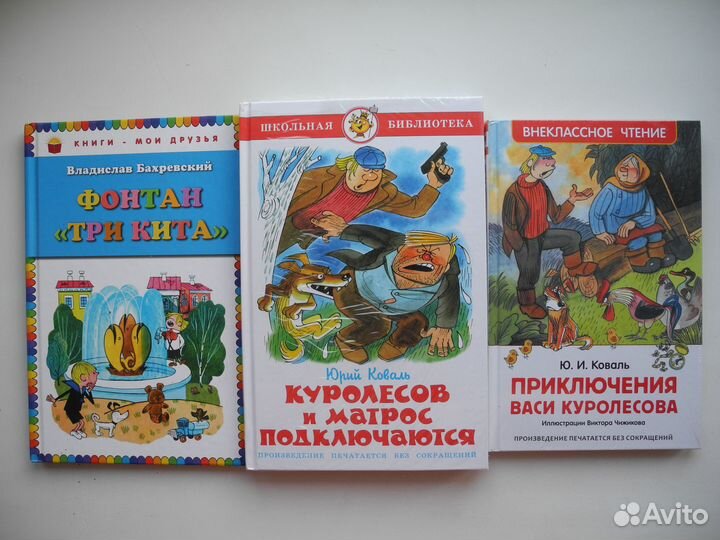 КНИГИ - МОИ ДРУЗЬЯ
Владислав Бахревский
ФОНТАН
«ТРИ КИТА»
ШКОЛЬНАЯ БИБЛИОТЕКА
Юрий Коваль
КУРОЛЕСОВ
и МАТРОС
ПОДКЛЮЧАЮТСЯ
ПРОИЗВЕДЕНИЕ ПЕЧАТАЕТСЯ БЕЗ СОКРАЩЕНИЙ
ВНЕКЛАССНОЕ ЧТЕНИЕ
Ю. И. Коваль
ПРИКЛЮЧЕНИЯ
ВАСИ КУРОЛЕСОВА
Иллюстрации Виктора Чижикова
ПРОИЗВЕДЕНИЕ ПЕЧАТАЕТСЯ БЕЗ СОКРАЩЕНИЙ
Avito